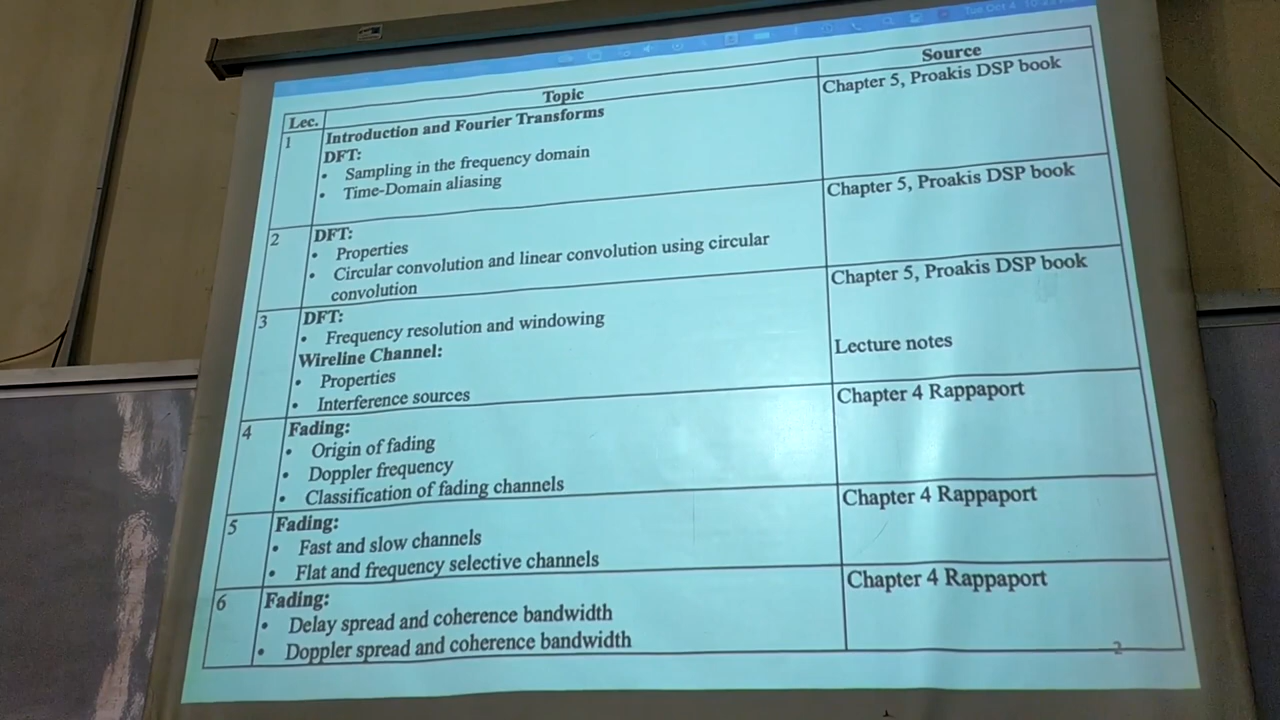 Tue Oct 4
Lec.
Topic
Source
1
Introduction and Fourier Transforms
DFT:
• Sampling in the frequency domain
• Time-Domain aliasing
Chapter 5, Proakis DSP book
2
DFT:
• Properties
• Circular convolution and linear convolution using circular
convolution
Chapter 5, Proakis DSP book
3
DFT:
• Frequency resolution and windowing
Wireline Channel:
• Properties
• Interference sources
Chapter 5, Proakis DSP book
Lecture notes
4
Fading:
• Origin of fading
• Doppler frequency
• Classification of fading channels
Chapter 4 Rappaport
5
Fading:
• Fast and slow channels
• Flat and frequency selective channels
Chapter 4 Rappaport
6
Fading:
• Delay spread and coherence bandwidth
• Doppler spread and coherence bandwidth
Chapter 4 Rappaport
2